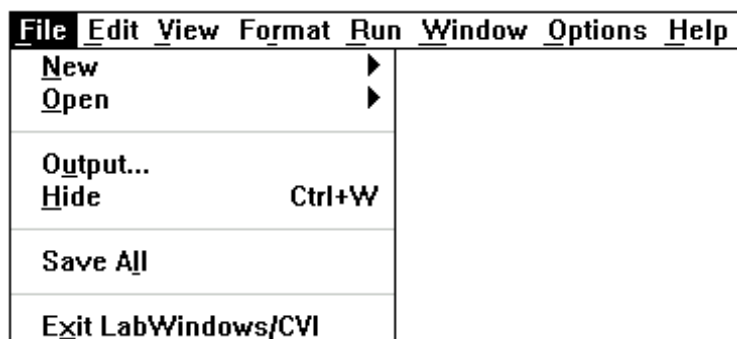 File Edit View Format Run Window Options Help
New
Open
Output...
Hide Ctrl+W
Save All
Exit LabWindows/CVI